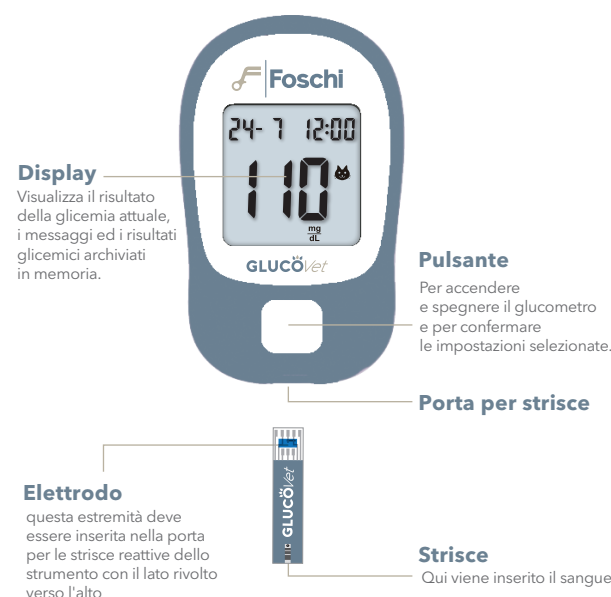 Foschi
24- 7 12:00
110
mg
dL
GLUCÖVet
Display
Visualizza il risultato
della glicemia attuale,
i messaggi ed i risultati
glicemici archiviati
in memoria.
Pulsante
Per accendere
e spegnere il glucometro
e per confermare
le impostazioni selezionate.
Porta per strisce
GLUCÖVet
Elettrodo
questa estremità deve
essere inserita nella porta
per le strisce reattive dello
strumento con il lato rivolto
verso l'alto
Strisce
Qui viene inserito il sangue